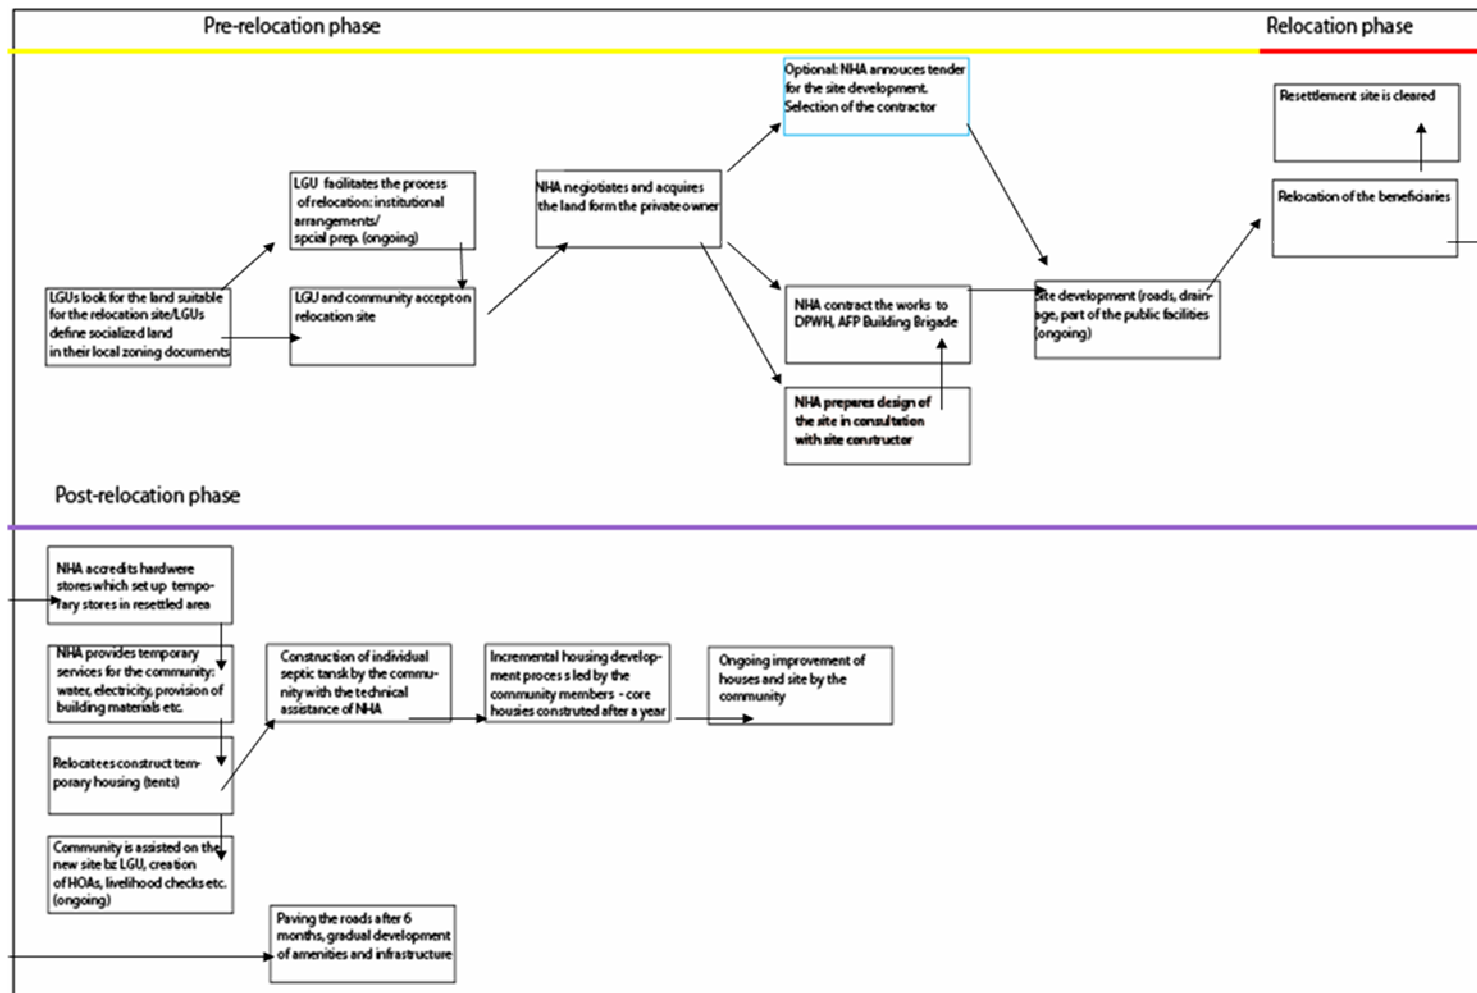 Pre-relocation phase
Relocation phase
Optional: NHA annouces tender
for the site development.
Selection of the contractor
Resettlement site is cleared
LGU facilitates the process
of relocation: institutional
arrangements/
spcial prep. (ongoing)
NHA negiotiates and acquires
the land form the private owner
Relocation of the beneficiaries
LGUs look for the land suitable
for the relocation site/LGUs
define socialized land
in their local zoning documents
LGU and community accept on
relocation site
NHA contract the works to
DPWH, AFP Building Brigade
Site development (roads, drain-
age, part of the public facilities
(ongoing)
NHA prepares design of
the site in consultation
with site constructor
Post-relocation phase
NHA accredits hardwere
stores which set up tempo-
rary stores in resettled area
NHA provides temporary
services for the community:
water, electricity, provision of
building materials etc.
Construction of individual
septic tansk by the commu-
nity with the technical
assistance of NHA
Incremental housing develop-
ment process led by the
community members - core
housies construted after a year
Ongoing improvement of
houses and site by the
community
Relocatees construct tem-
porary housing (tents)
Community is assisted on the
new site bz LGU, creation
of HOAs, livelihood checks etc.
(ongoing)
Paving the roads after 6
months, gradual development
of amenities and infrastructure